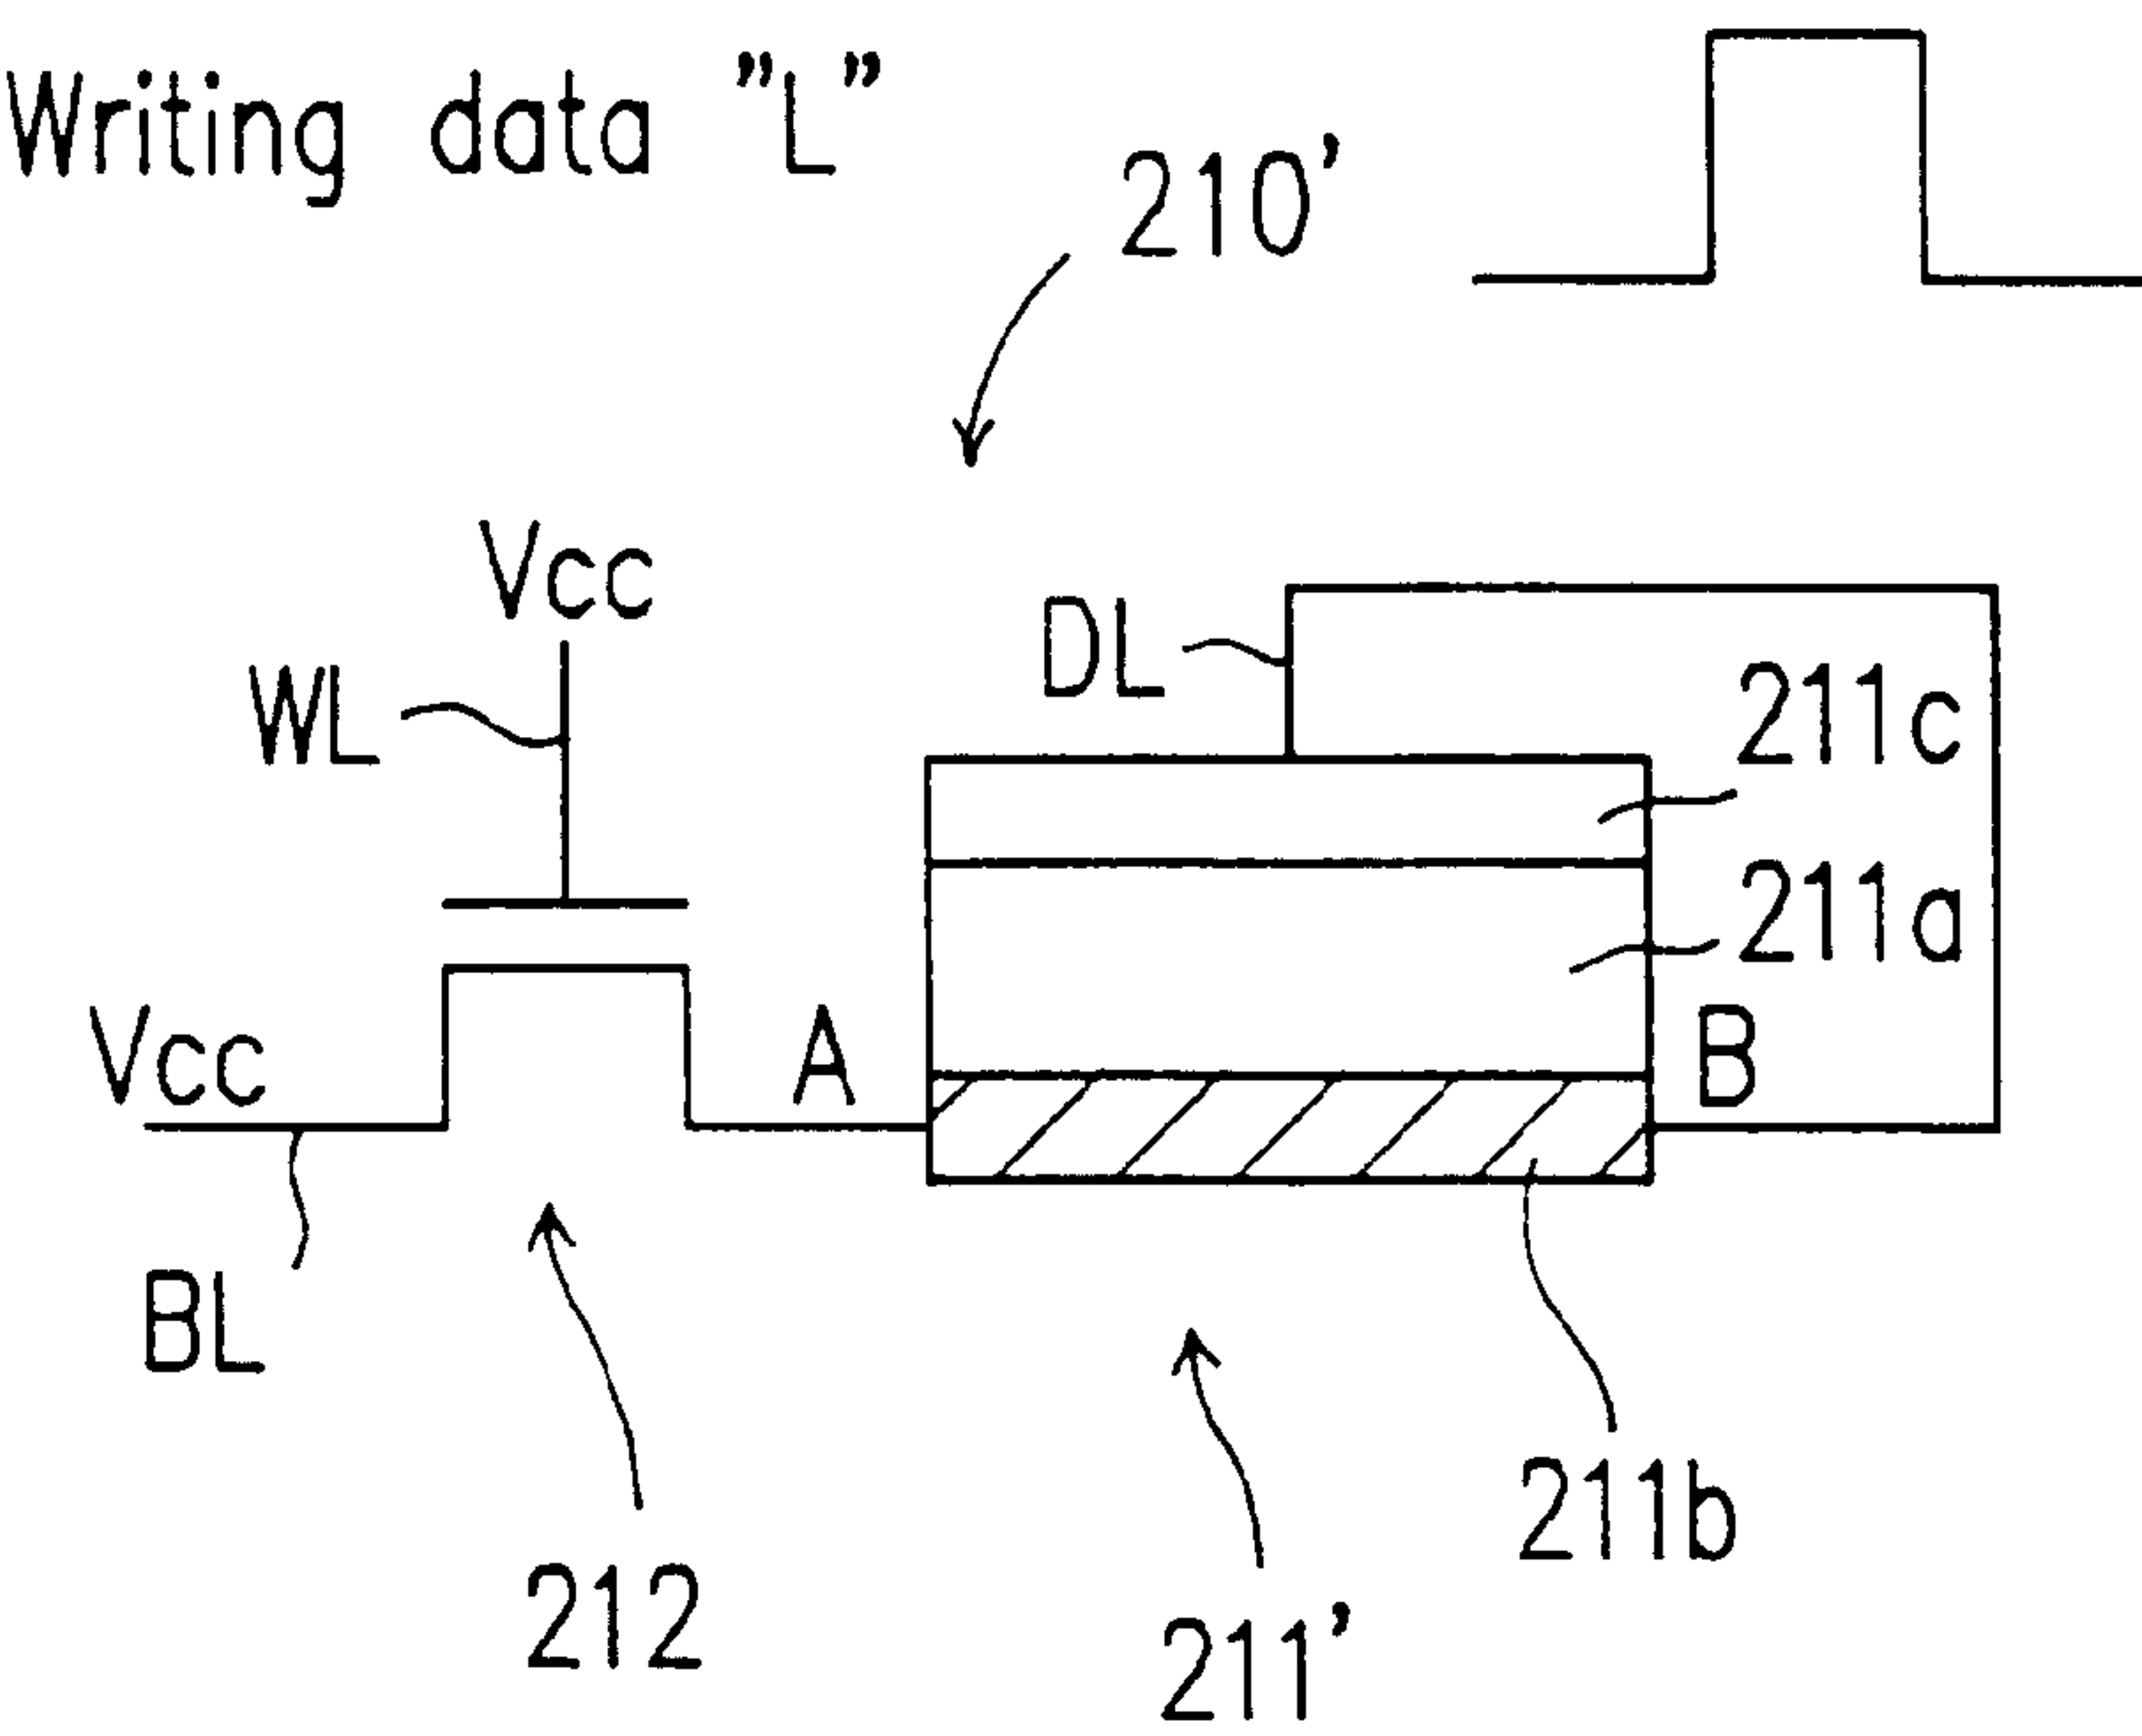 Writing data "L"
210'
Vcc
WL
DL
211c
211a
Vcc
A
B
BL
211b
212
211'